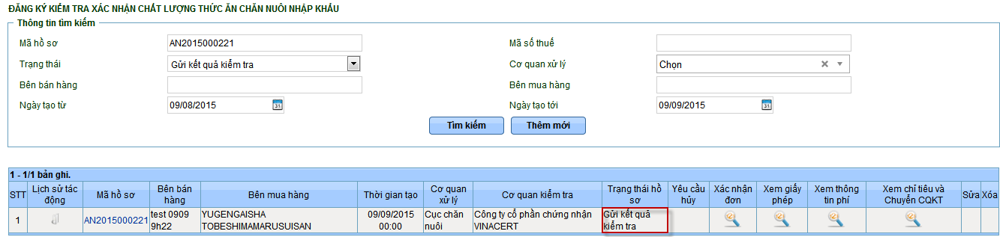 ĐĂNG KÝ KIỂM TRA XÁC NHẬN CHẤT LƯỢNG THỨC ĂN CHĂN NUÔI NHẬP KHẨU
Thông tin tìm kiếm
Mã hồ sơ AN2015000221 Mã số thuế
Trạng thái Gửi kết quả kiểm tra Cơ quan xử lý Chọn
Bên bán hàng Bên mua hàng
Ngày tạo từ 09/08/2015 31 Ngày tạo tới 09/09/2015 31
Tìm kiếm Thêm mới
1 - 1/1 bản ghi.
STT Lịch sử tác động Mã hồ sơ Bên bán hàng Bên mua hàng Thời gian tạo Cơ quan xử lý Cơ quan kiểm tra Trạng thái hồ sơ Yêu cầu hủy Xác nhận đơn Xem giấy phép Xem thông tin phí Xem chỉ tiêu và Chuyển CQKT Sửa Xóa
1 AN2015000221 test 0909 9h22 YUGENGAISHA TOBESHIMAMARUSUISAN 09/09/2015 00:00 Cục chăn nuôi Công ty cổ phần chứng nhận VINACERT Gửi kết quả kiểm tra